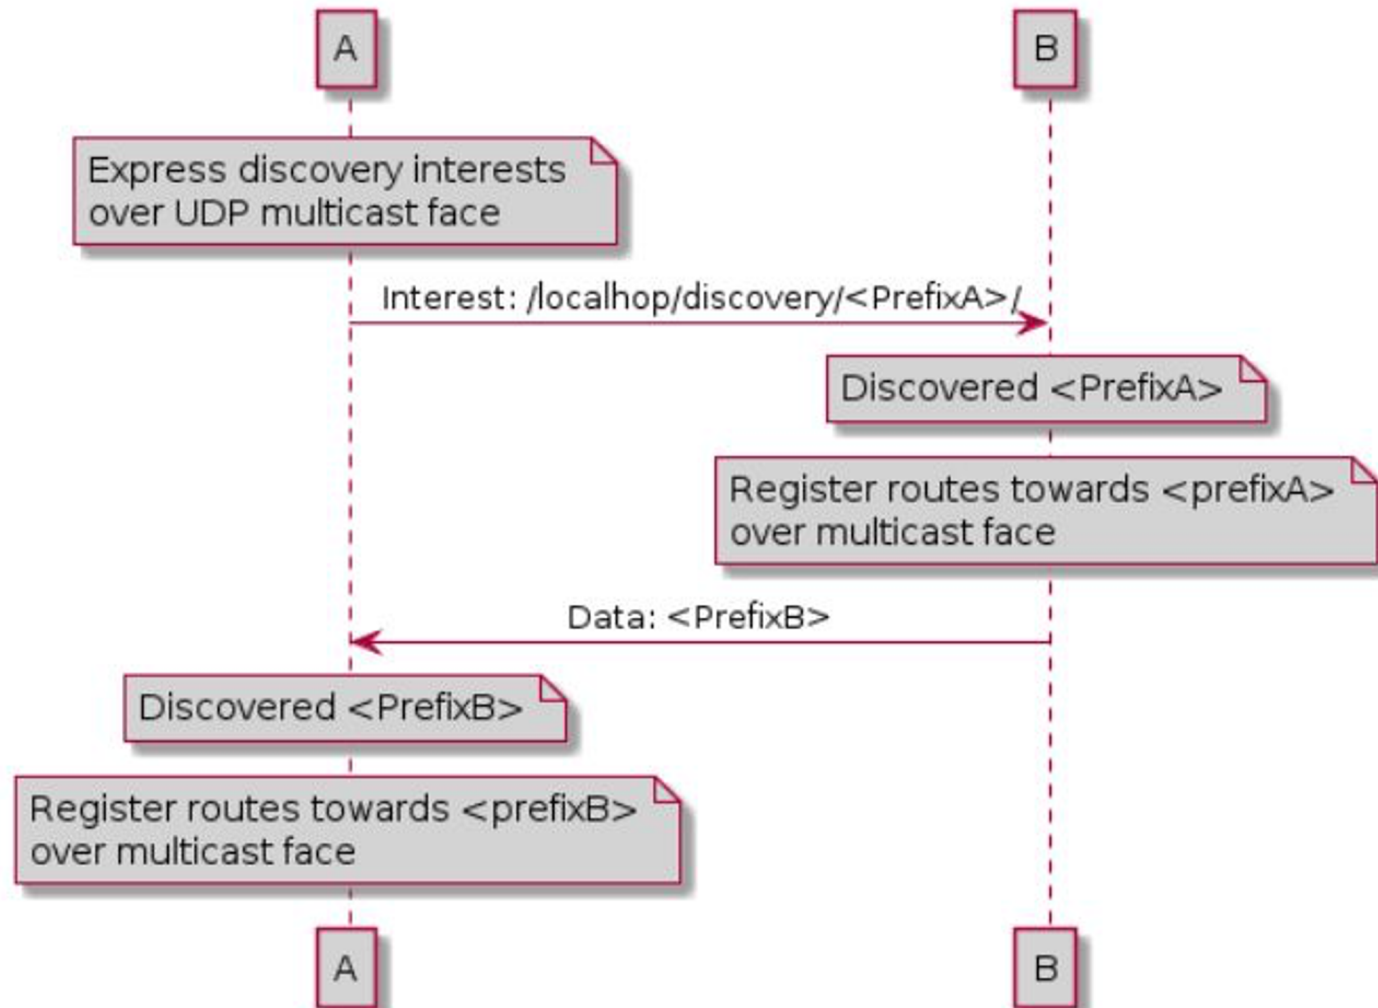 A
B
Express discovery interests
over UDP multicast face
Interest: /localhop/discovery/<PrefixA>/
Discovered <PrefixA>
Register routes towards <prefixA>
over multicast face
Data: <PrefixB>
Discovered <PrefixB>
Register routes towards <prefixB>
over multicast face
A
B